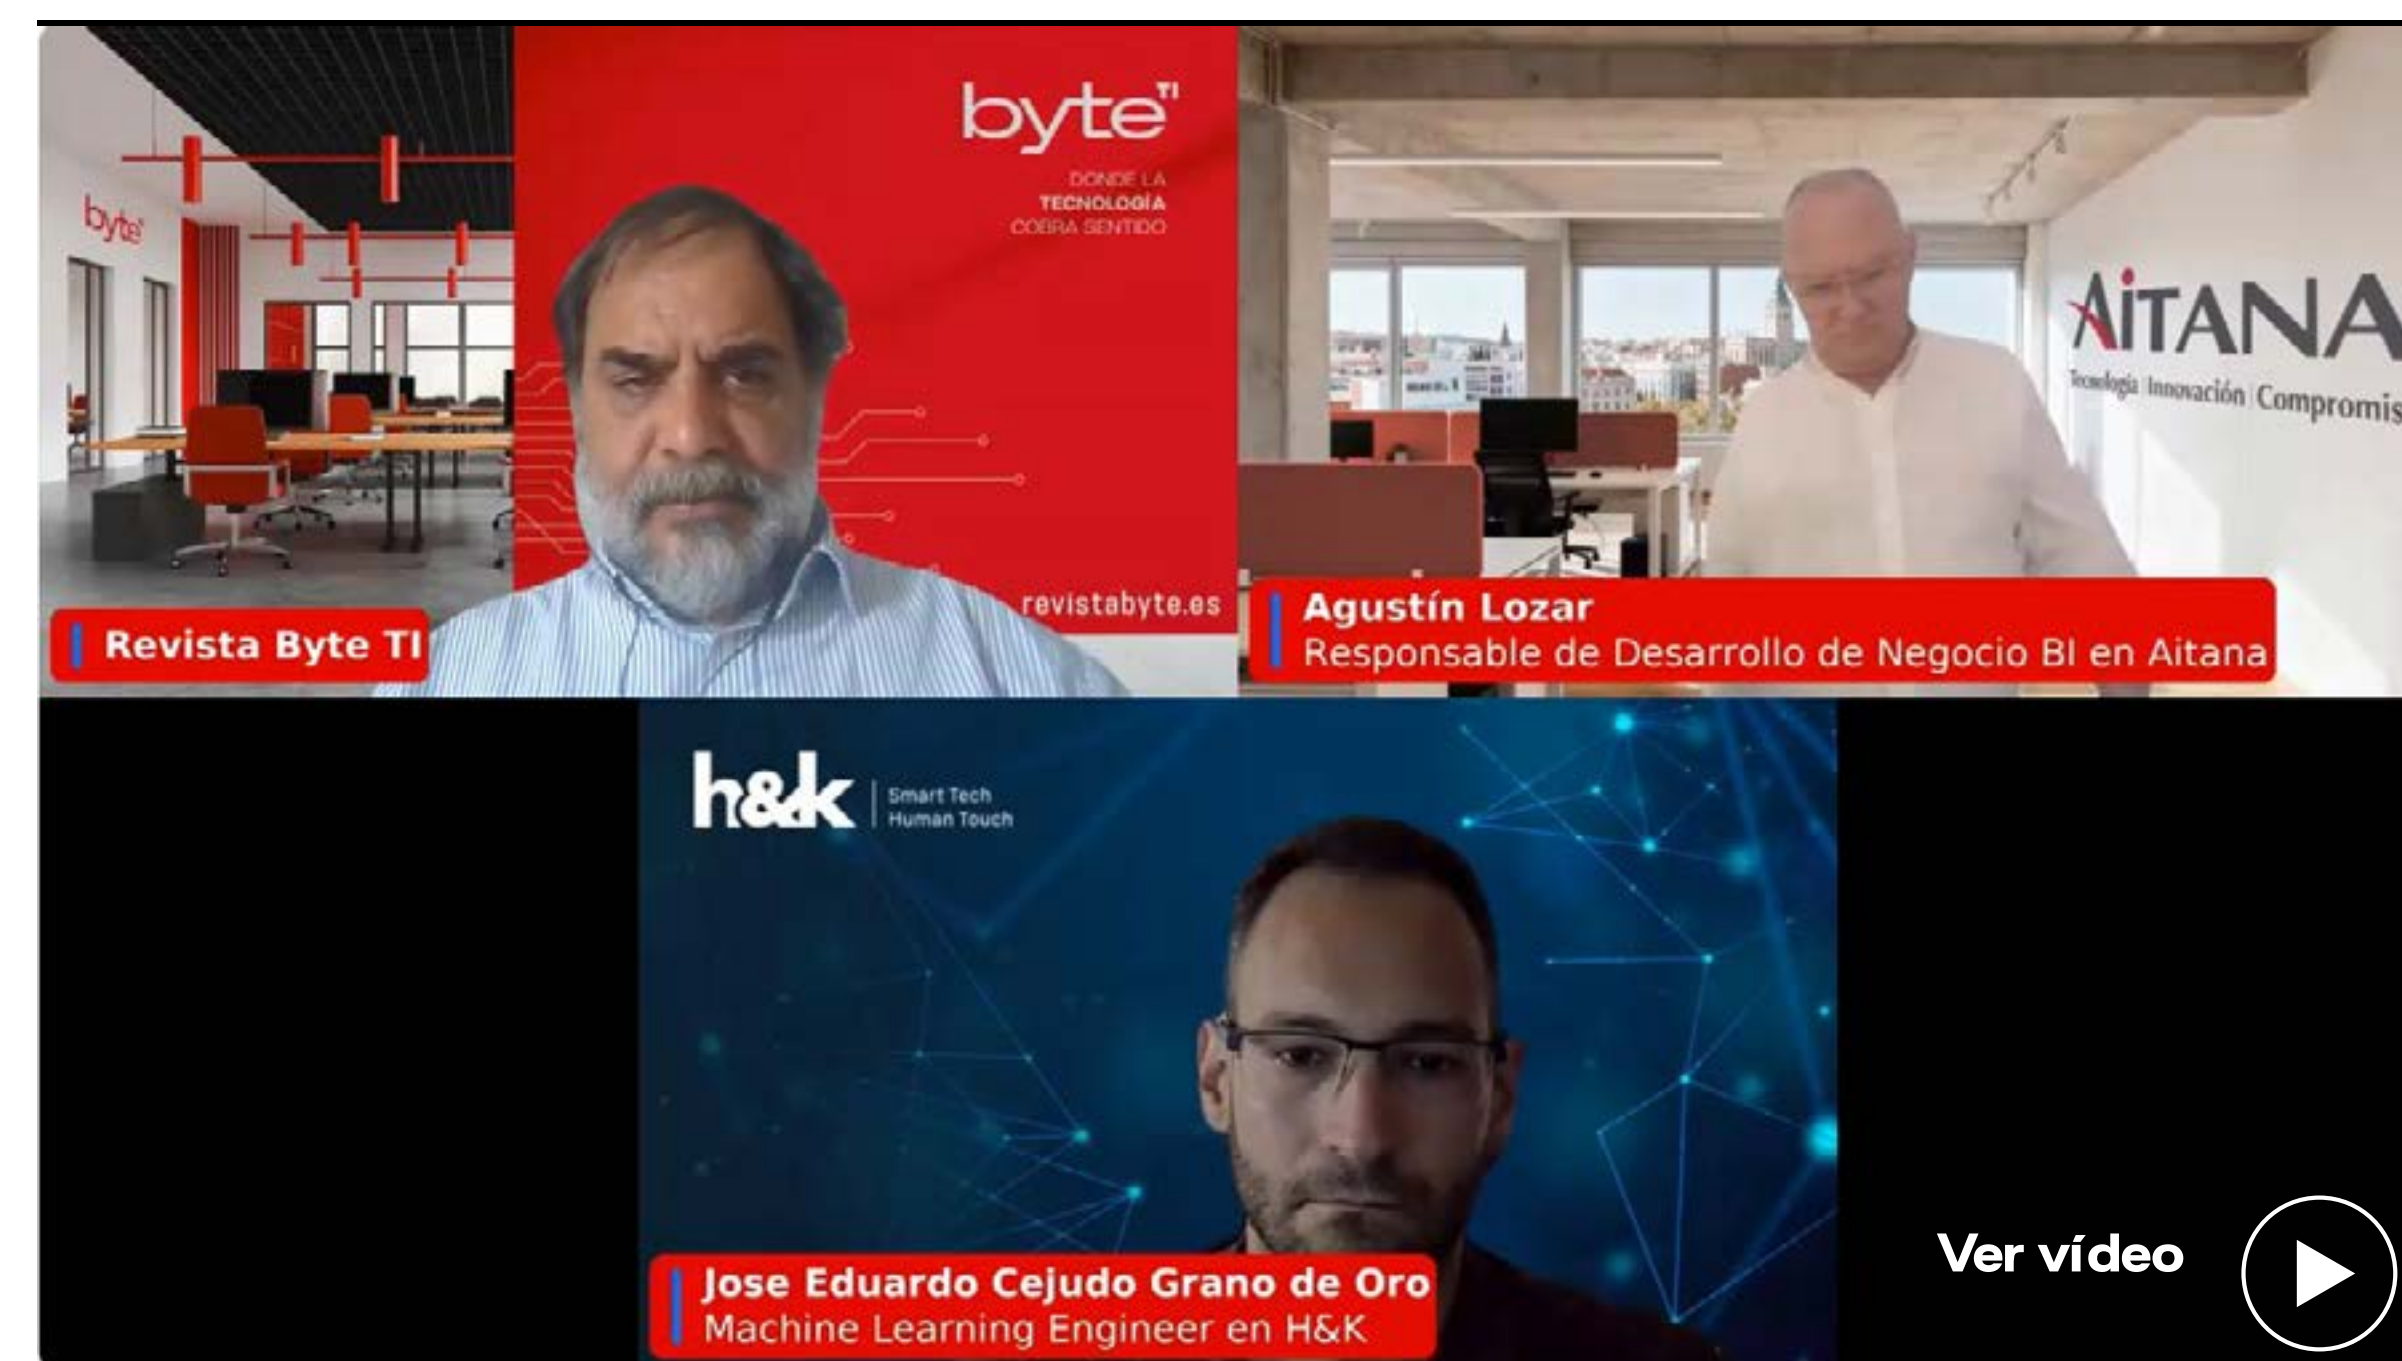 byte TI
DONDE LA
TECNOLOGÍA
COBRA SENTIDO
byte TI
revistabyte.es
Revista Byte TI
AITANA
Tecnología | Innovación |
Agustín Lozar
Responsable de Desarrollo de Negocio BI en Aitana
h&k
Smart Tech
Human Touch
Jose Eduardo Cejudo Grano de Oro
Machine Learning Engineer en H&K
Ver vídeo